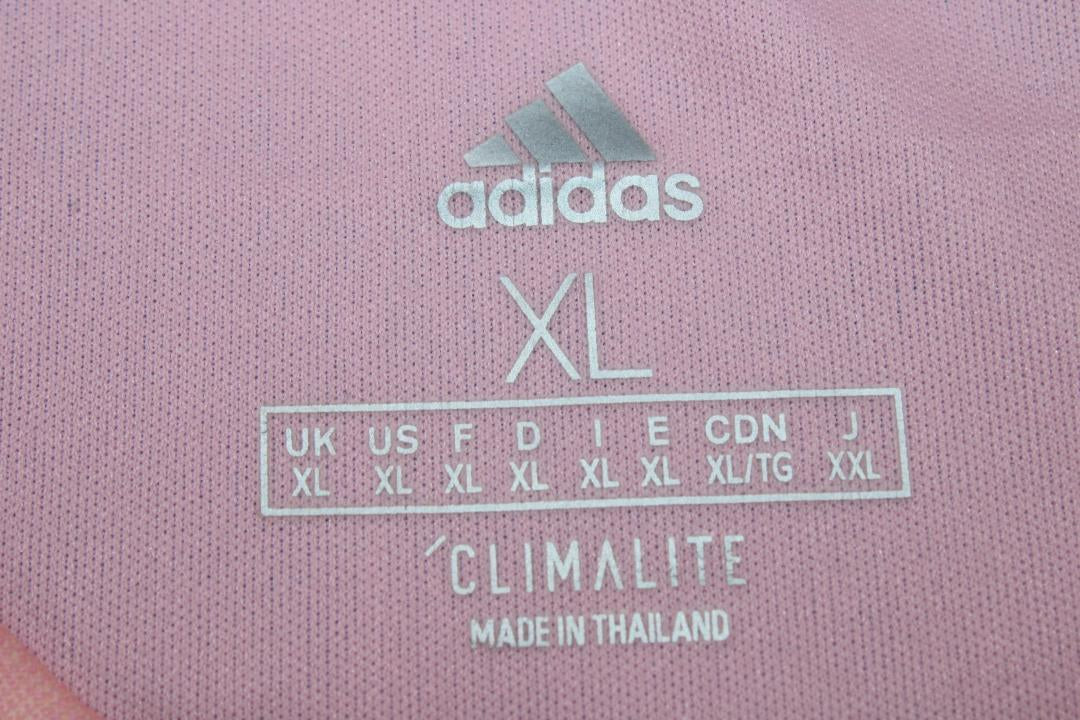 adidas
XL
UK US F D I E CDN J
XL XL XL XL XL XL XL/TG XXL
´CLIMALITE
MADE IN THAILAND